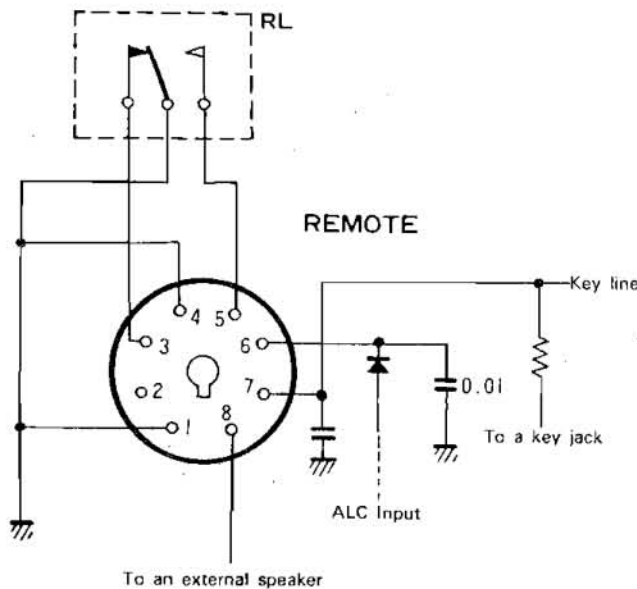 RL
REMOTE
Key line
4
5
3
6
2
7
0.01
1
8
To a key jack
ALC Input
To an external speaker